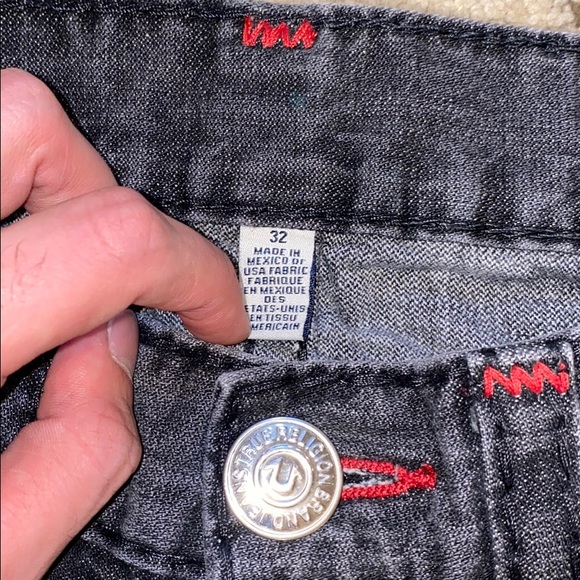 32
MADE IN
MEXICO OF
USA FABRIC
FABRIQUE
EN MEXIQUE
DES
ETATS-UNIS
EN TISSU
MERICAIN
TRUE RELIGION BRAND JEANS